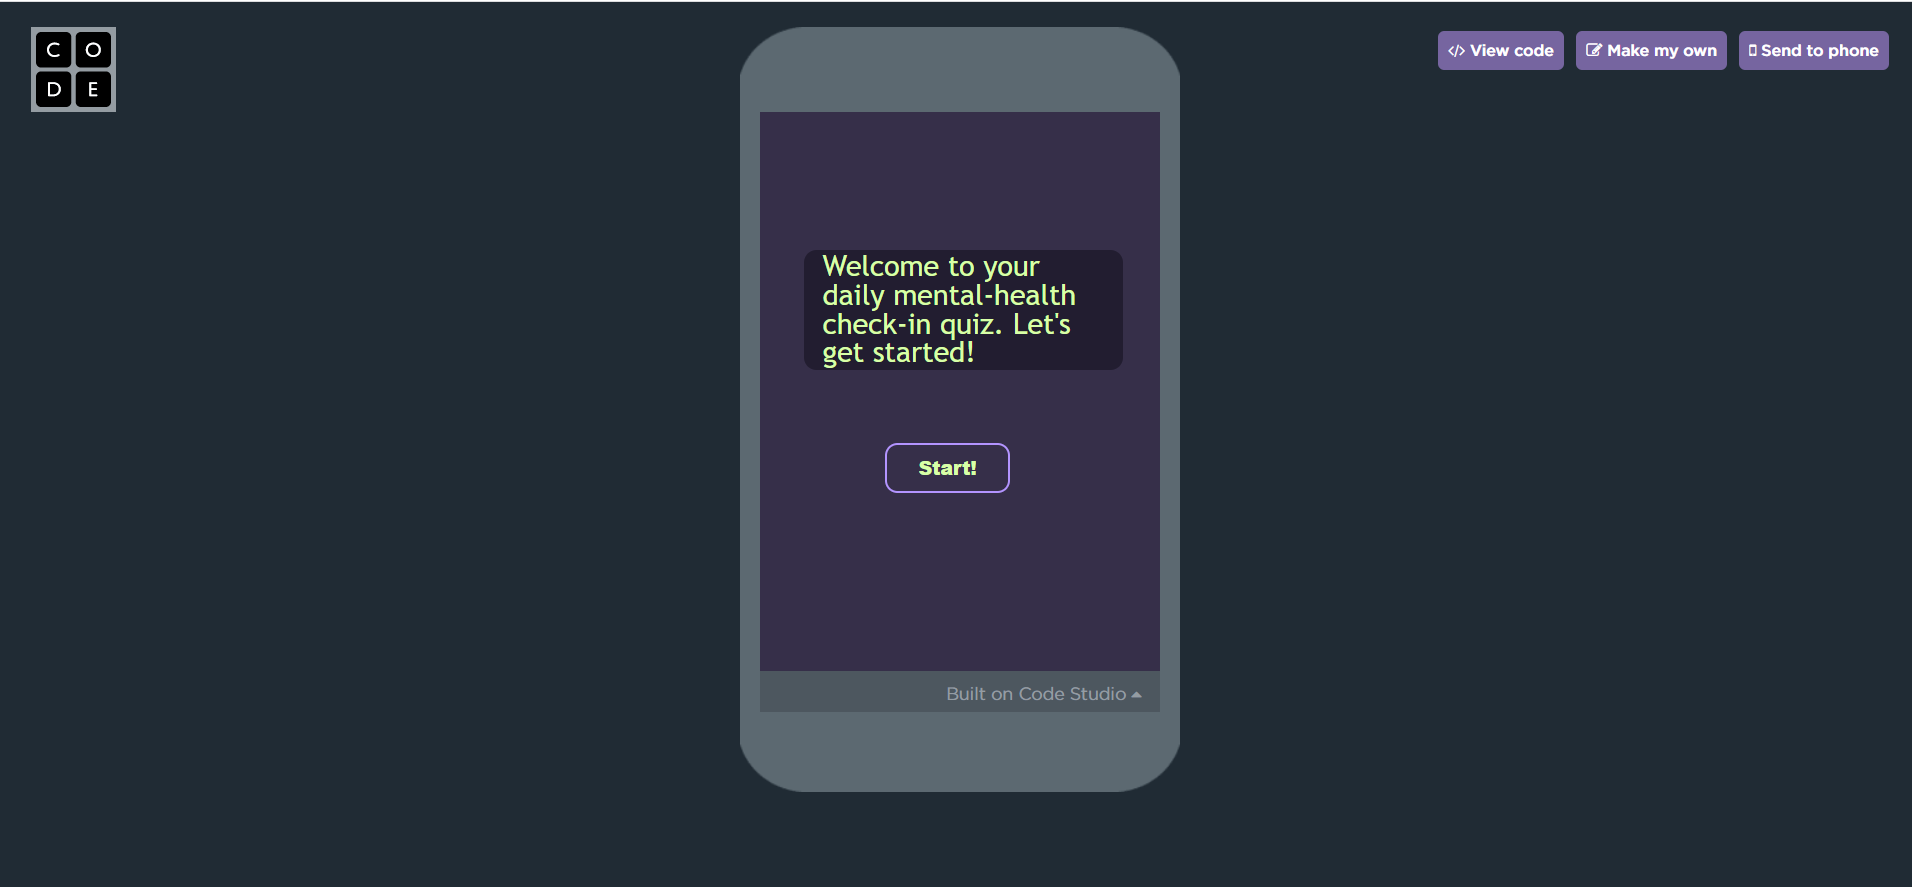 C O
D E
</> View code
Make my own
Send to phone
Welcome to your
daily mental-health
check-in quiz. Let's
get started!
Start!
Built on Code Studio